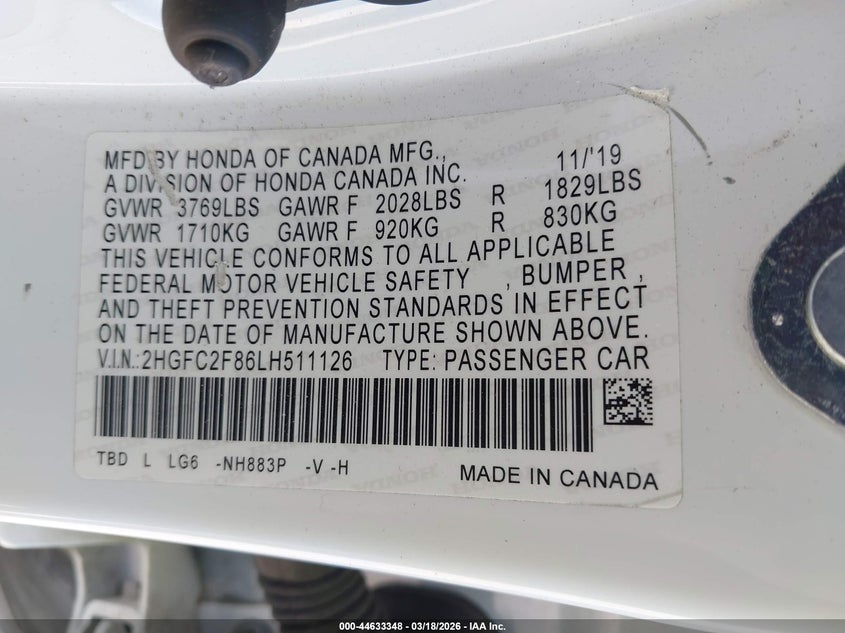 MFD BY HONDA OF CANADA MFG., 11/'19
A DIVISION OF HONDA CANADA INC.
GVWR 3769LBS GAWR F 2028LBS R 1829LBS
GVWR 1710KG GAWR F 920KG R 830KG
THIS VEHICLE CONFORMS TO ALL APPLICABLE
FEDERAL MOTOR VEHICLE SAFETY , BUMPER ,
AND THEFT PREVENTION STANDARDS IN EFFECT
ON THE DATE OF MANUFACTURE SHOWN ABOVE.
V.I.N.:2HGFC2F86LH511126 TYPE: PASSENGER CAR
TBD L LG6 -NH883P -V -H
MADE IN CANADA
000-44633348 - 03/18/2026 - IAA Inc.